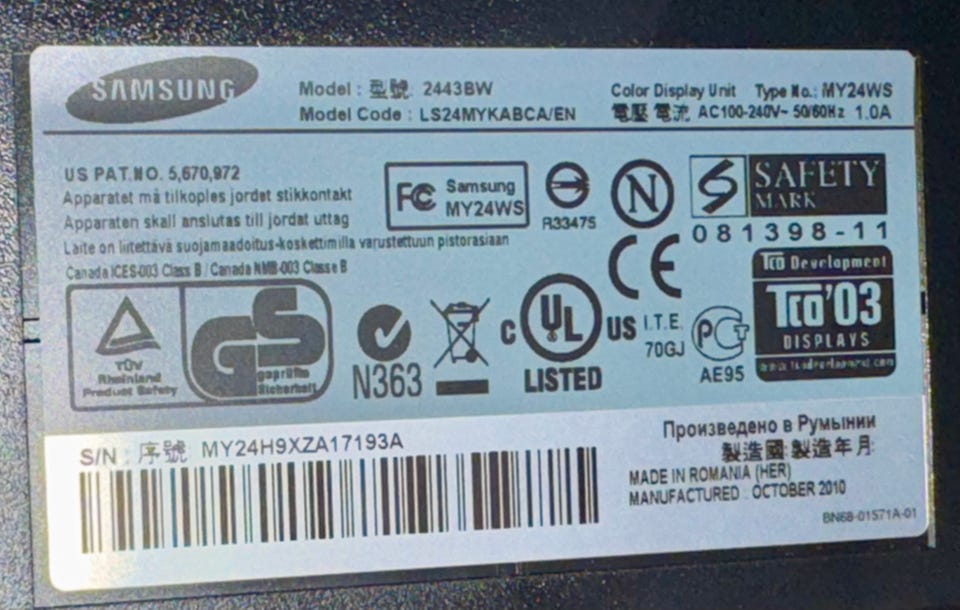 SAMSUNG
Model : 型號: 2443BW
Model Code : LS24MYKABCA/EN
Color Display Unit Type No.: MY24WS
電壓 電流 AC100-240V~ 50/60Hz 1.0A
US PAT.NO. 5,670,972
Apparatet må tilkoples jordet stikkontakt
Apparaten skall anslutas till jordat uttag
Laite on liitettävä suojamaadoitus-koskettimilla varustettuun pistorasiaan
Canada ICES-003 Class B / Canada NMB-003 Classe B
FC Samsung
MY24WS
R33475
N
S SAFETY
MARK
081398-11
CE
TÜV
Rheinland
Product Safety
GS
geprüfte
Sicherheit
N363
C UL US
LISTED
I.T.E.
70GJ
PCT
AE95
TCO Development
TCO'03
DISPLAYS
www.tcodevelopment.com
S/N : 序號 MY24H9XZA17193A
Произведено в Румынии
製造國 製造年月
MADE IN ROMANIA (HER)
MANUFACTURED : OCTOBER 2010
BN68-01571A-01